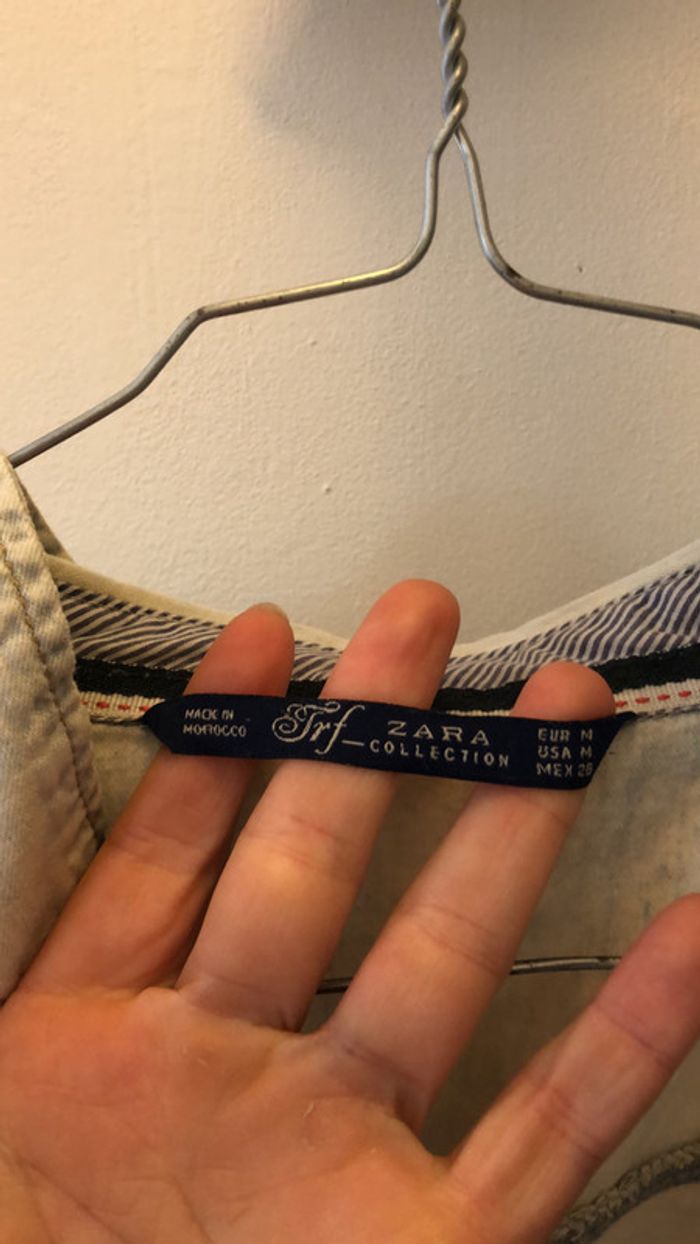 MADE IN
MOROCCO
Trf_ ZARA
COLLECTION
EUR M
USA M
MEX 28